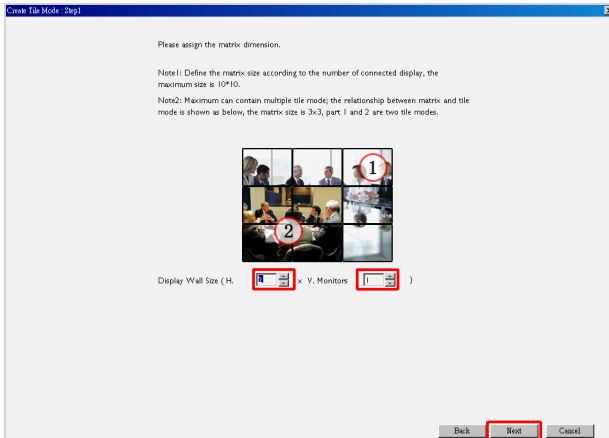 Create Tile Mode : Step1
Please assign the matrix dimension.
Note1: Define the matrix size according to the number of connected display, the
maximum size is 10*10.
Note2: Maximum can contain multiple tile mode; the relationship between matrix and tile
mode is shown as below, the matrix size is 3x3, part 1 and 2 are two tile modes.
1
2
Display Wall Size ( H. 1 × V. Monitors 1 )
Back Next Cancel